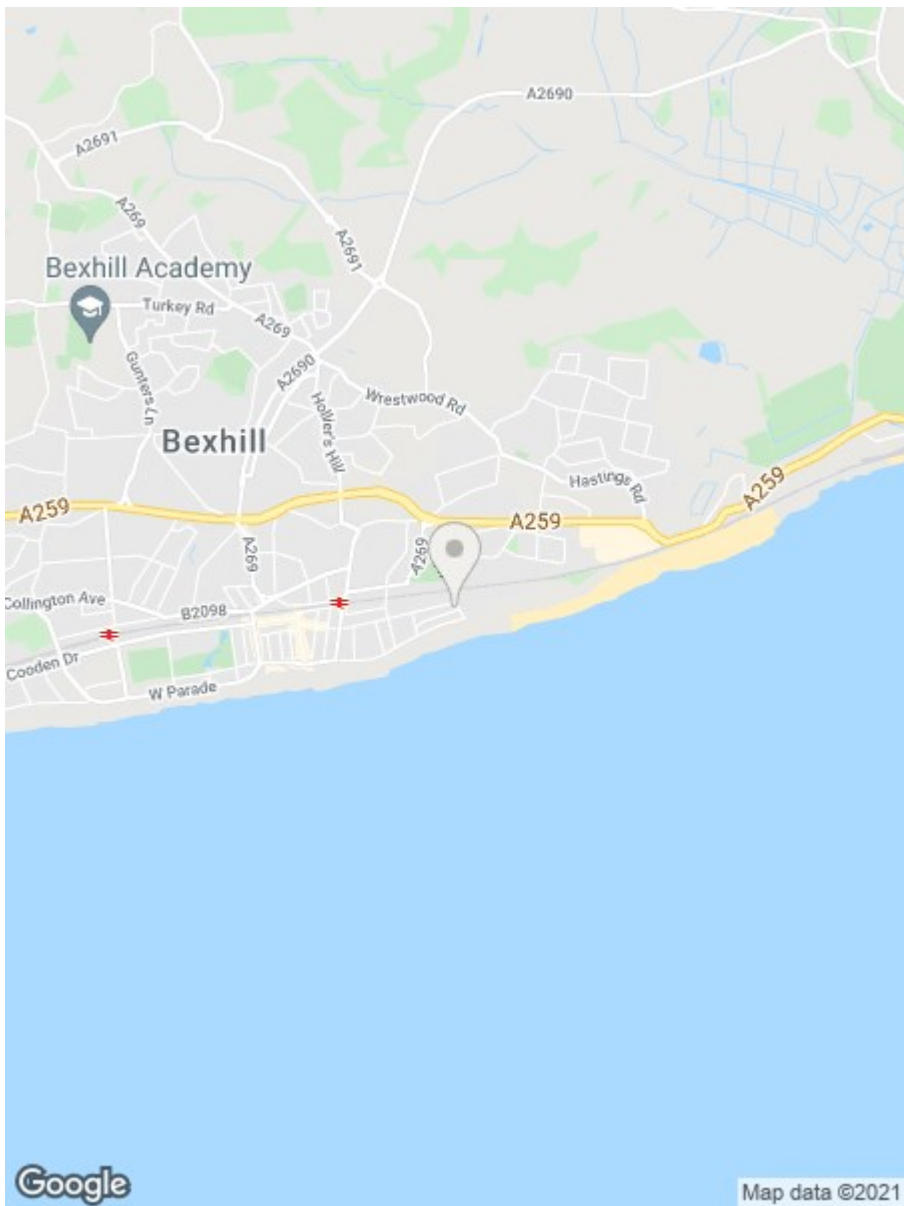 A2690
A2691
A269
A2691
Bexhill Academy
Turkey Rd
A269
A2690
Gunters Ln
Hollier's Hill
Wrestwood Rd
Bexhill
Hastings Rd
A259
A259
A259
A269
A269
Collington Ave
B2098
Cooden Dr
W Parade
Google
Map data ©2021